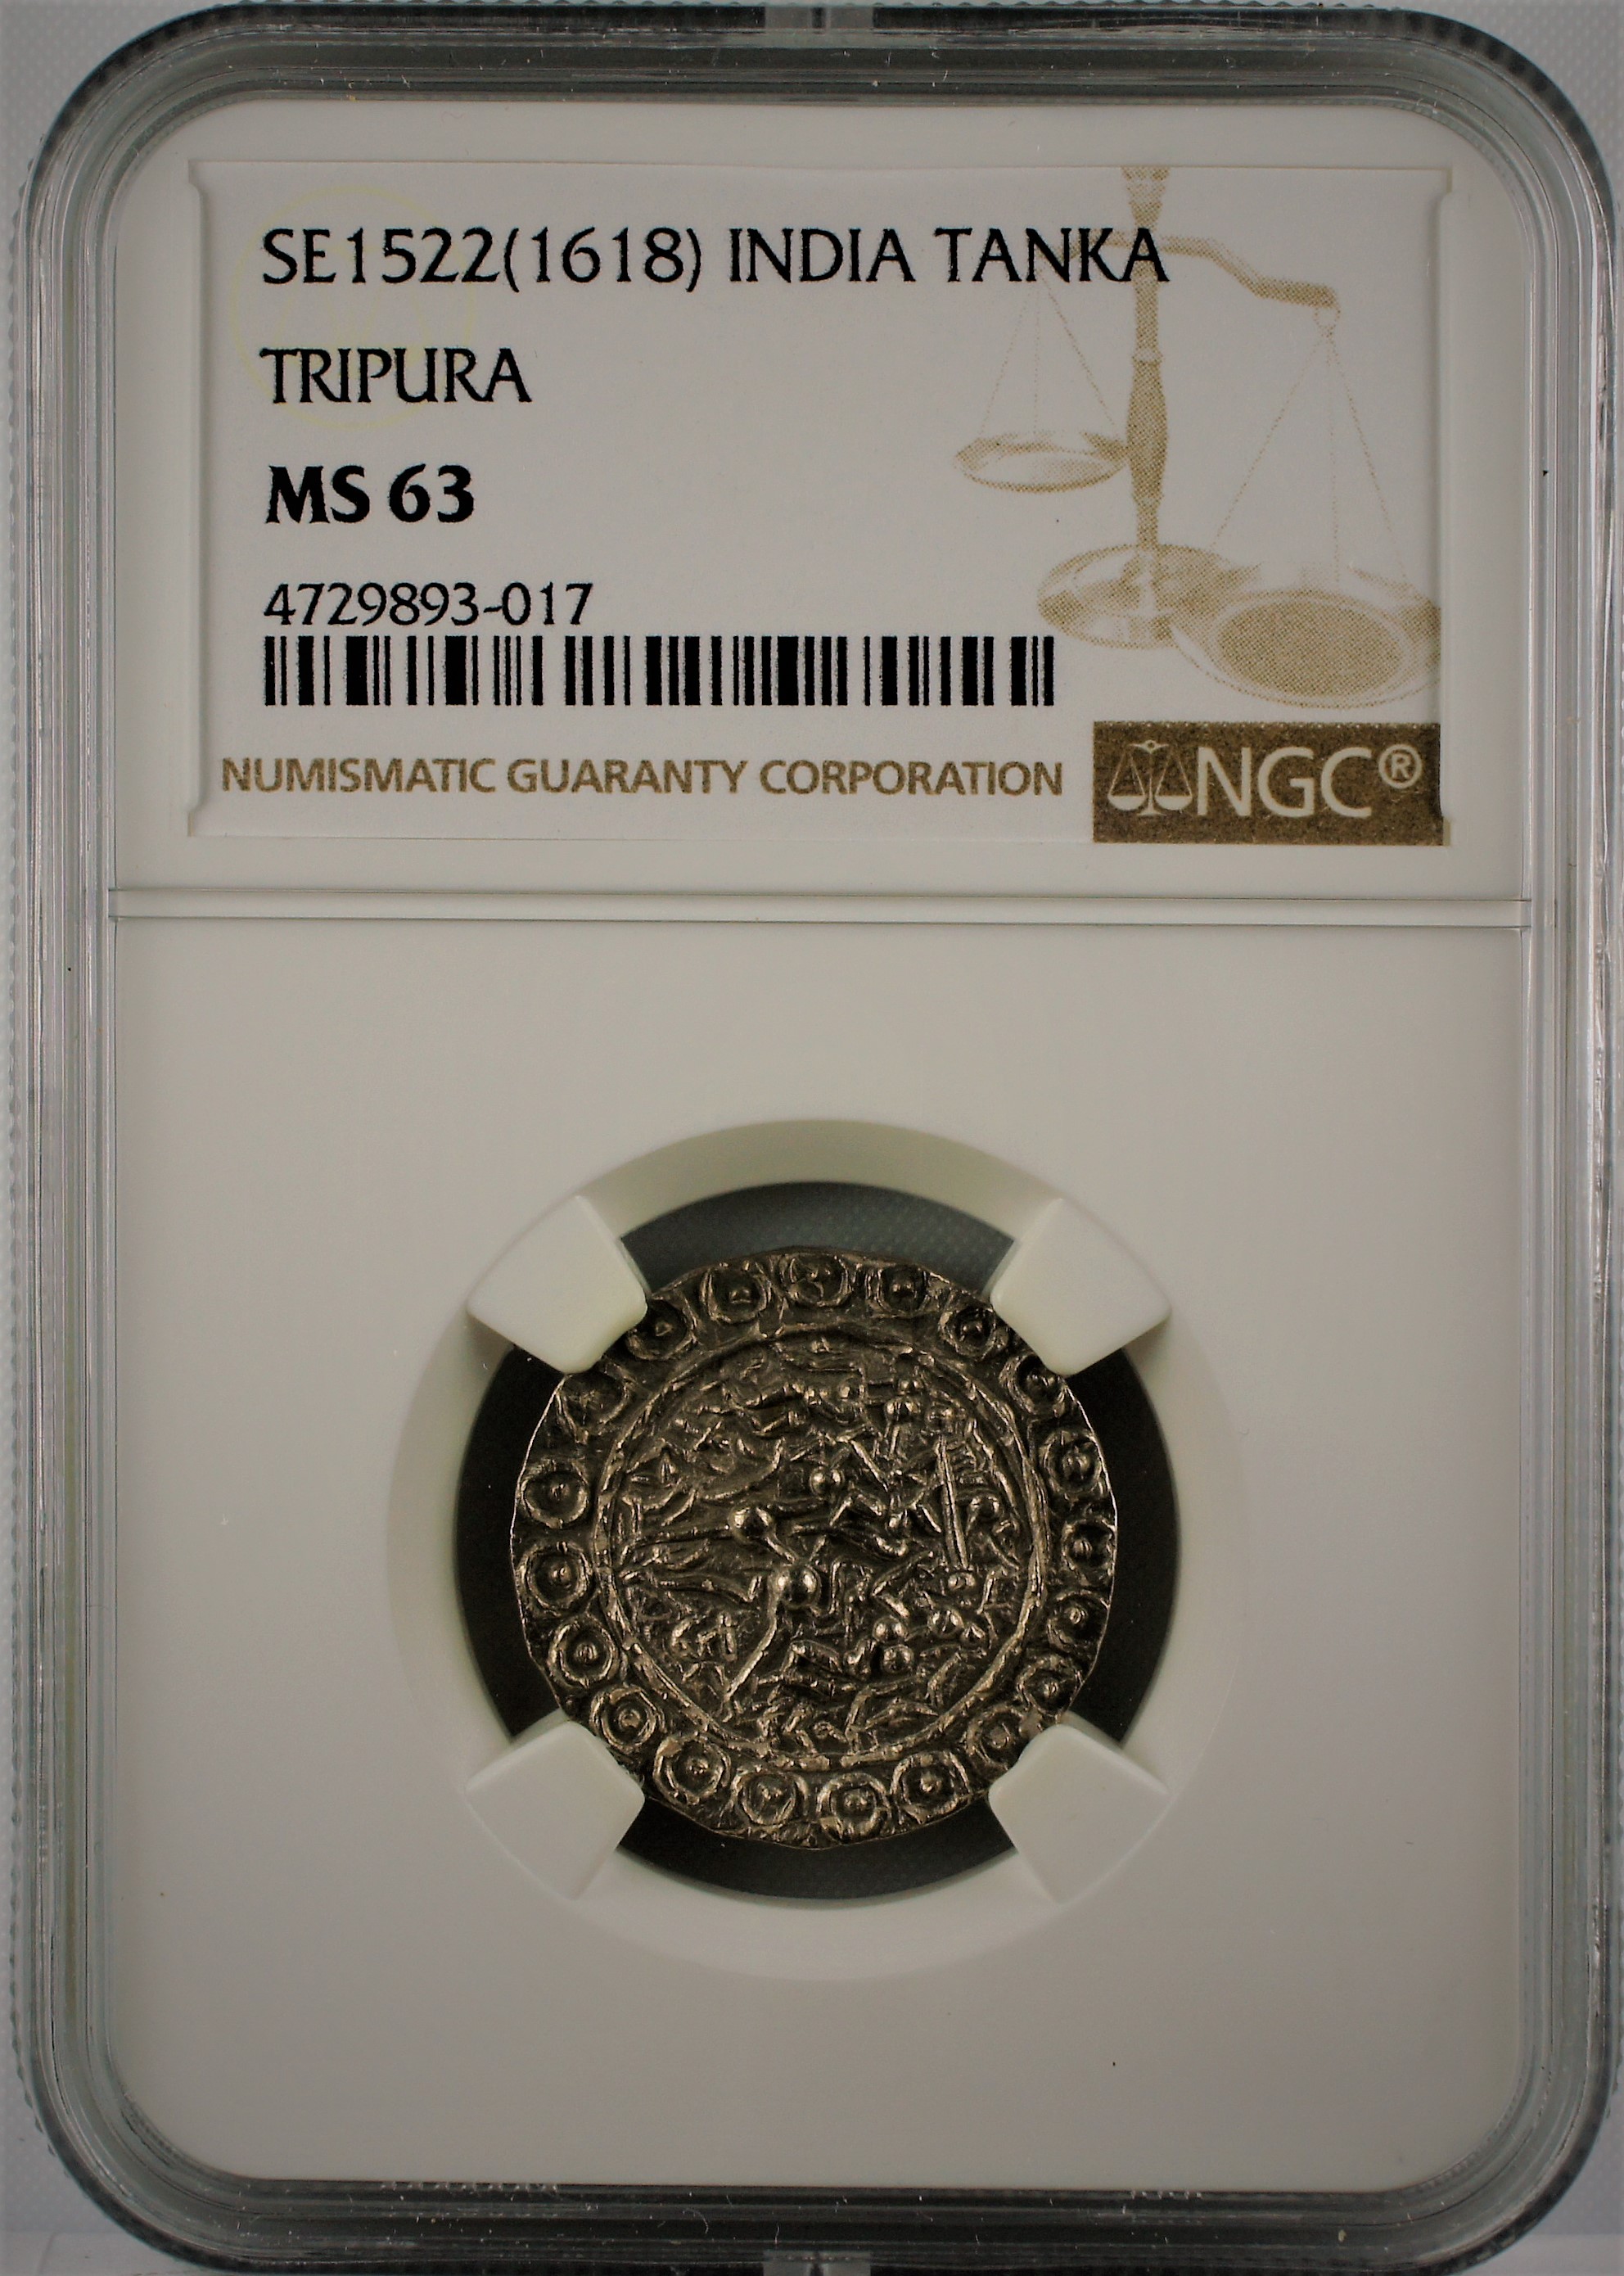 SE1522(1618) INDIA TANKA
TRIPURA
MS 63
4729893-017
NUMISMATIC GUARANTY CORPORATION NGC®